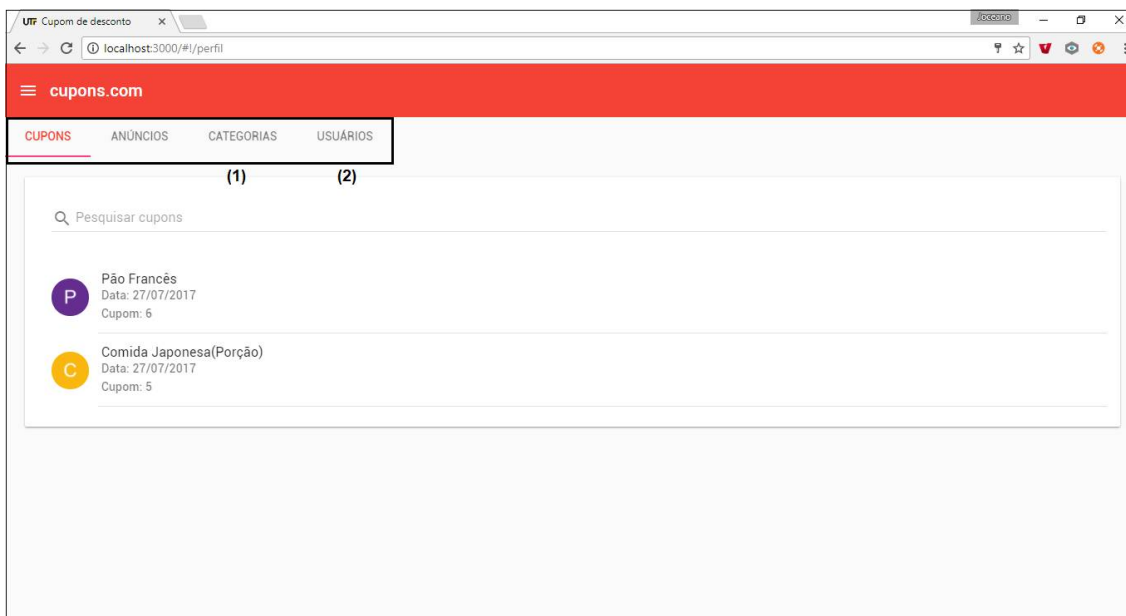 UTF Cupom de desconto
Joceano
localhost:3000/#!/perfil
cupons.com
CUPONS ANÚNCIOS CATEGORIAS USUÁRIOS
(1) (2)
Pesquisar cupons
P
Pão Francês
Data: 27/07/2017
Cupom: 6
C
Comida Japonesa(Porção)
Data: 27/07/2017
Cupom: 5